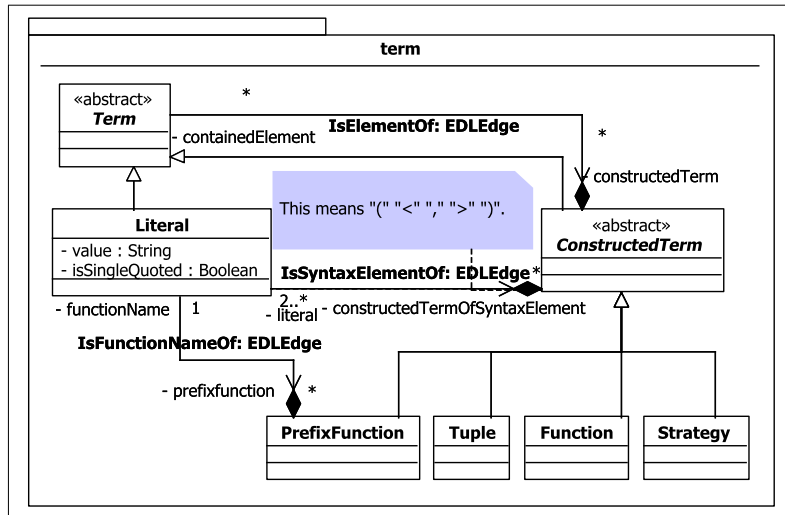 term
«abstract»
Term
*
IsElementOf: EDLEdge
- containedElement
*
- constructedTerm
This means "(" "<" "," ">" ")".
Literal
- value : String
- isSingleQuoted : Boolean
«abstract»
ConstructedTerm
IsSyntaxElementOf: EDLEdge
*
2..*
- literal
- constructedTermOfSyntaxElement
- functionName
1
IsFunctionNameOf: EDLEdge
- prefixfunction
*
PrefixFunction
Tuple
Function
Strategy